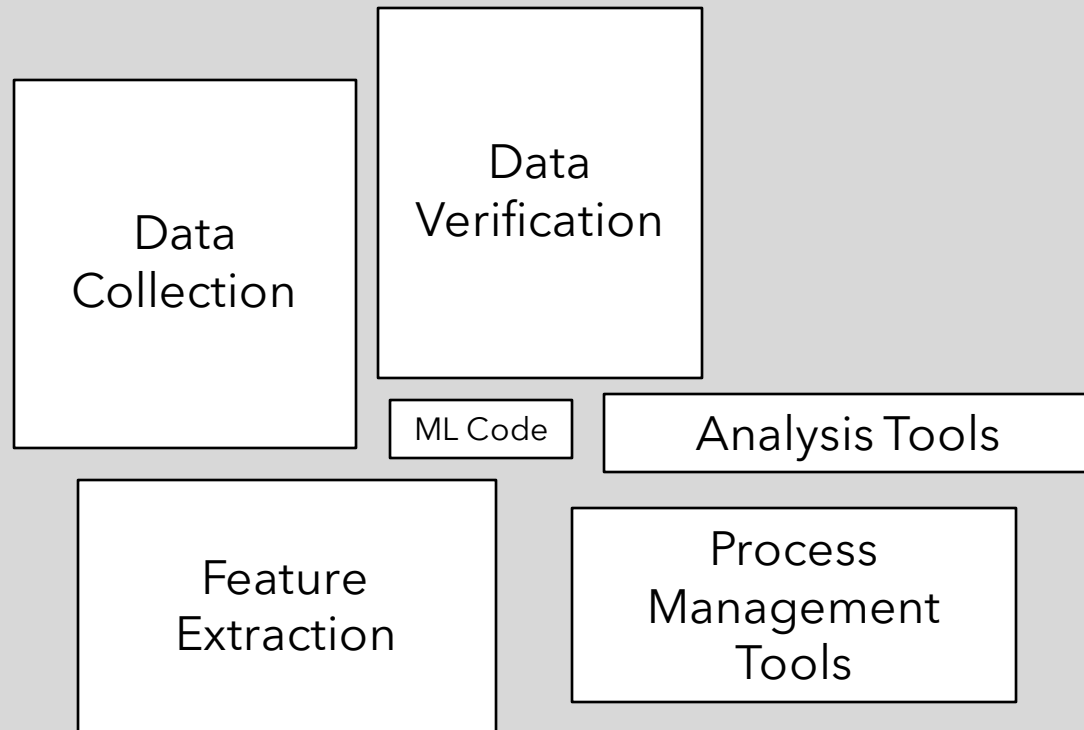 Data
Verification
Data
Collection
ML Code
Analysis Tools
Feature
Extraction
Process
Management
Tools